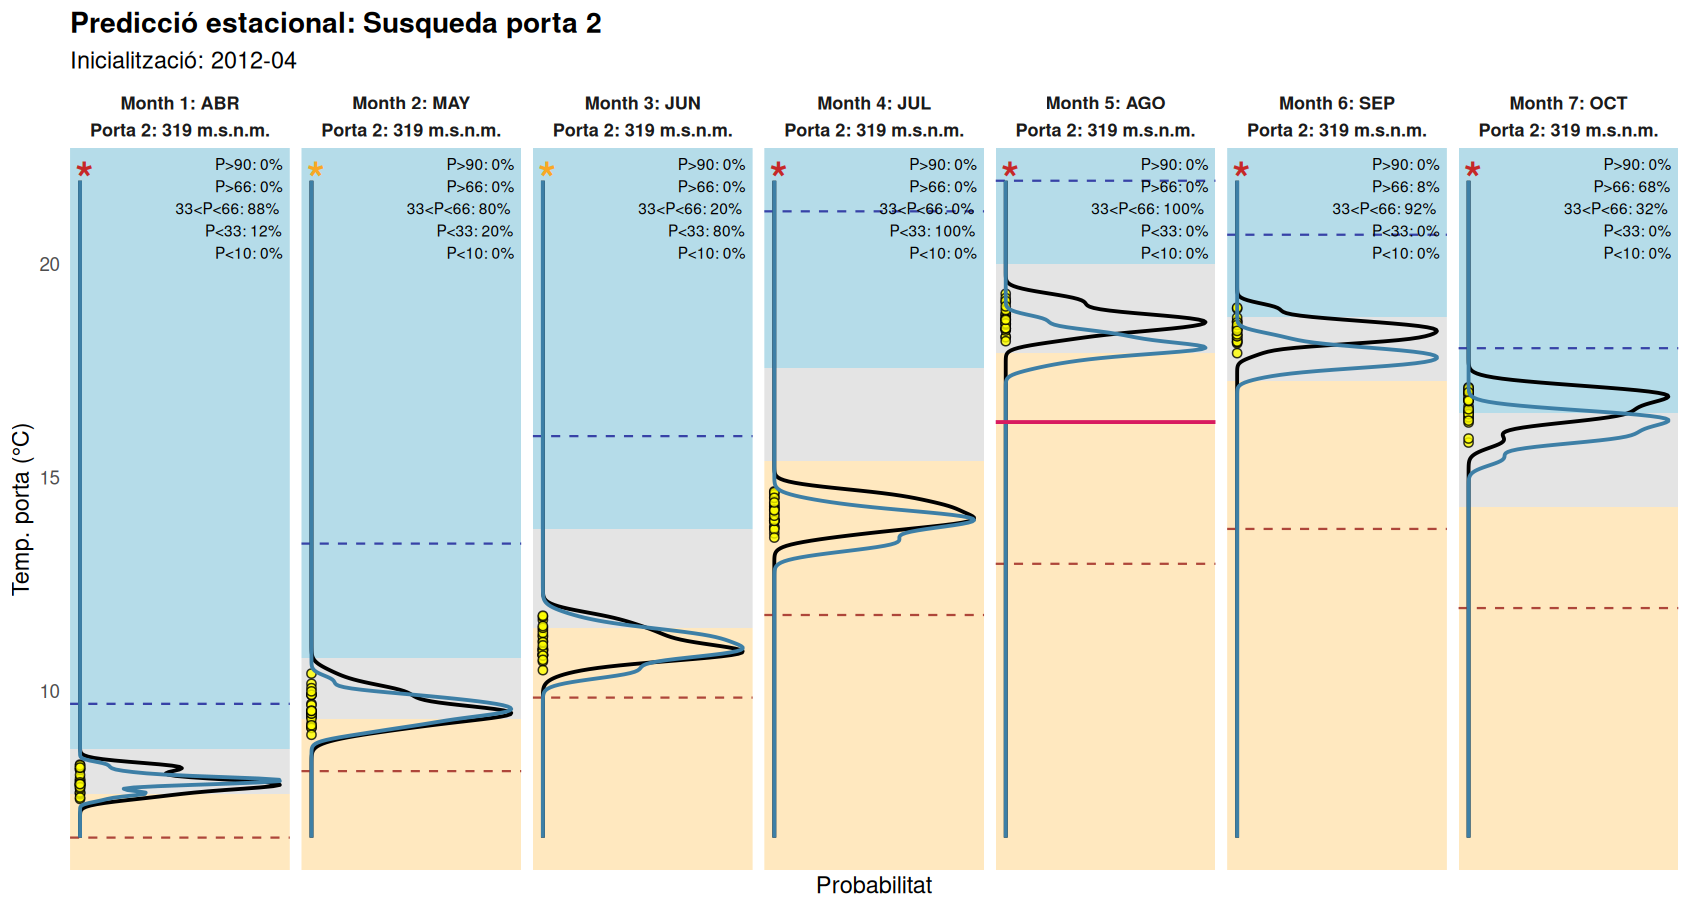 Predicció estacional: Susqueda porta 2
Inicialització: 2012-04
Month 1: ABR
Porta 2: 319 m.s.n.m.
Month 2: MAY
Porta 2: 319 m.s.n.m.
Month 3: JUN
Porta 2: 319 m.s.n.m.
Month 4: JUL
Porta 2: 319 m.s.n.m.
Month 5: AGO
Porta 2: 319 m.s.n.m.
Month 6: SEP
Porta 2: 319 m.s.n.m.
Month 7: OCT
Porta 2: 319 m.s.n.m.
*
P>90: 0%
P>66: 0%
33<P<66: 88%
P<33: 12%
P<10: 0%
*
P>90: 0%
P>66: 0%
33<P<66: 80%
P<33: 20%
P<10: 0%
*
P>90: 0%
P>66: 0%
33<P<66: 20%
P<33: 80%
P<10: 0%
*
P>90: 0%
P>66: 0%
33<P<66: 0%
P<33: 100%
P<10: 0%
*
P>90: 0%
P>66: 0%
33<P<66: 100%
P<33: 0%
P<10: 0%
*
P>90: 0%
P>66: 8%
33<P<66: 92%
P<33: 0%
P<10: 0%
*
P>90: 0%
P>66: 68%
33<P<66: 32%
P<33: 0%
P<10: 0%
20
15
10
Temp. porta (°C)
Probabilitat